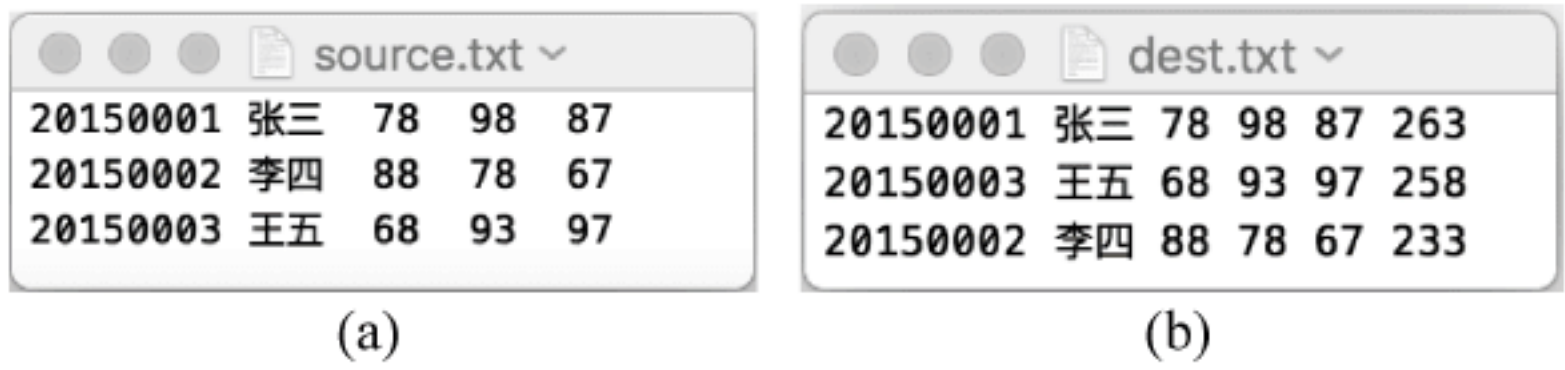 source.txt
20150001 张三 78 98 87
20150002 李四 88 78 67
20150003 王五 68 93 97
(a)
dest.txt
20150001 张三 78 98 87 263
20150003 王五 68 93 97 258
20150002 李四 88 78 67 233
(b)